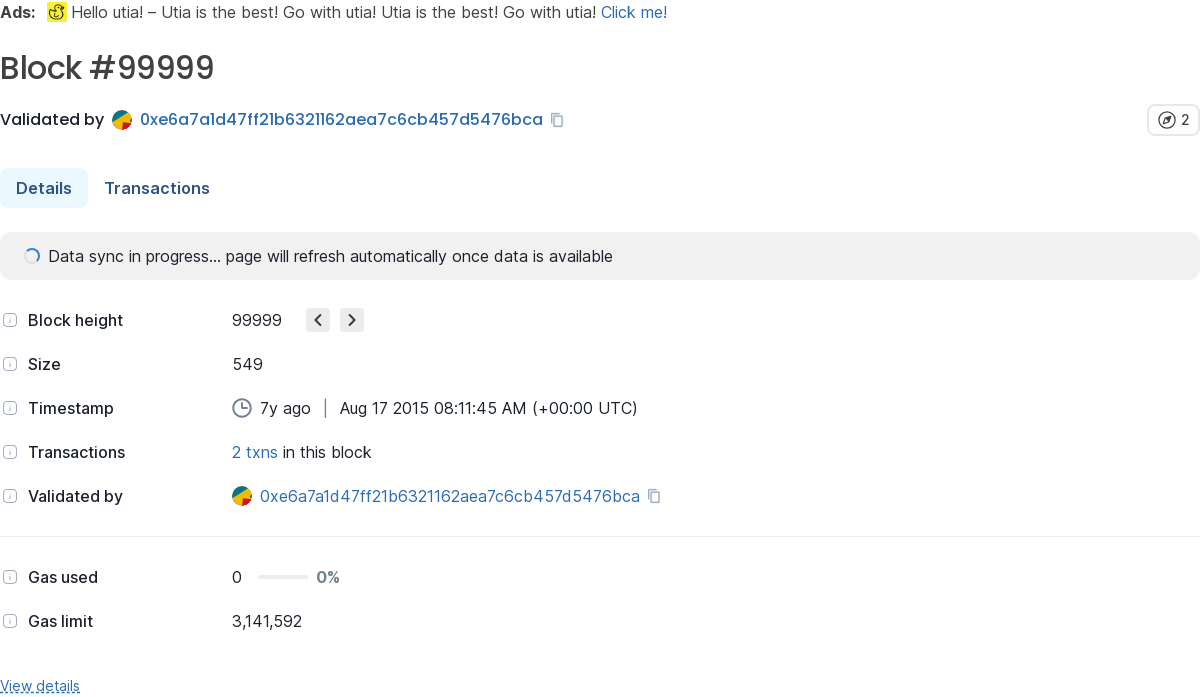 Ads: Hello utia! – Utia is the best! Go with utia! Utia is the best! Go with utia! Click me!
Block #99999
Validated by 0xe6a7a1d47ff21b6321162aea7c6cb457d5476bca 2
Details Transactions
Data sync in progress... page will refresh automatically once data is available
Block height 99999
Size 549
Timestamp 7y ago | Aug 17 2015 08:11:45 AM (+00:00 UTC)
Transactions 2 txns in this block
Validated by 0xe6a7a1d47ff21b6321162aea7c6cb457d5476bca
Gas used 0 0%
Gas limit 3,141,592
View details